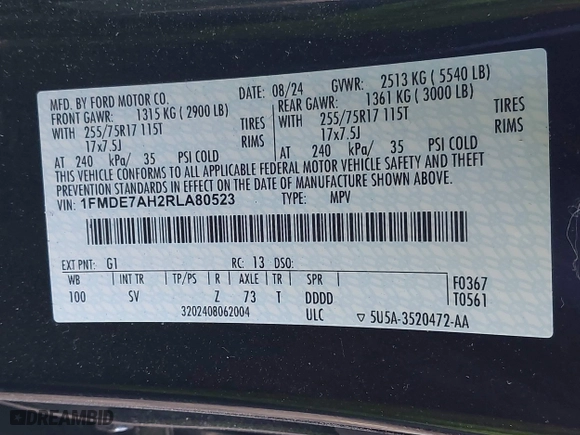 MFD. BY FORD MOTOR CO. 08/24 GVWR: 2513 KG ( 5540 LB)
FRONT GAWR: 1315 KG ( 2900 LB) REAR GAWR: 1361 KG ( 3000 LB)
WITH 255/75R17 115T TIRES WITH 255/75R17 115T TIRES
17x7.5J RIMS 17x7.5J RIMS
AT 240 kPa/ 35 PSI COLD AT 240 kPa/ 35 PSI COLD
THIS VEHICLE CONFORMS TO ALL APPLICABLE FEDERAL MOTOR VEHICLE SAFETY AND THEFT
PREVENTION STANDARDS IN EFFECT ON THE DATE OF MANUFACTURE SHOWN ABOVE.
VIN: 1FMDE7AH2RLA80523 TYPE: MPV
EXT PNT: G1 RC: 13 DSO:
WB INT TR TP/PS R AXLE TR SPR F0367
100 SV Z 73 T DDDD T0561
3202408062004 ULC ▽ 5U5A-3520472-AA
DREAMBID